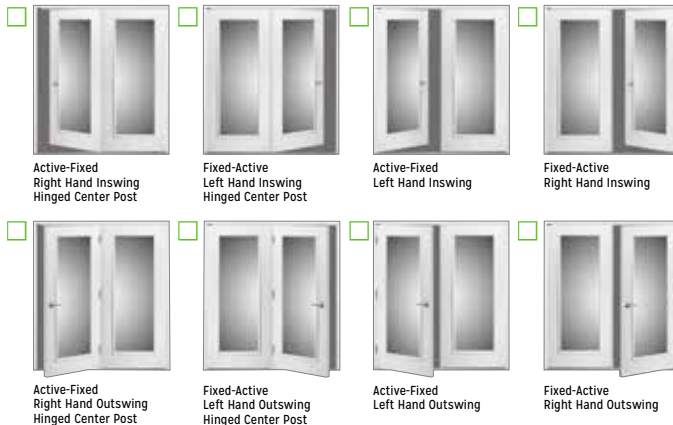 Active-Fixed
Right Hand Inswing
Hinged Center Post
Fixed-Active
Left Hand Inswing
Hinged Center Post
Active-Fixed
Left Hand Inswing
Fixed-Active
Right Hand Inswing
Active-Fixed
Right Hand Outswing
Hinged Center Post
Fixed-Active
Left Hand Outswing
Hinged Center Post
Active-Fixed
Left Hand Outswing
Fixed-Active
Right Hand Outswing